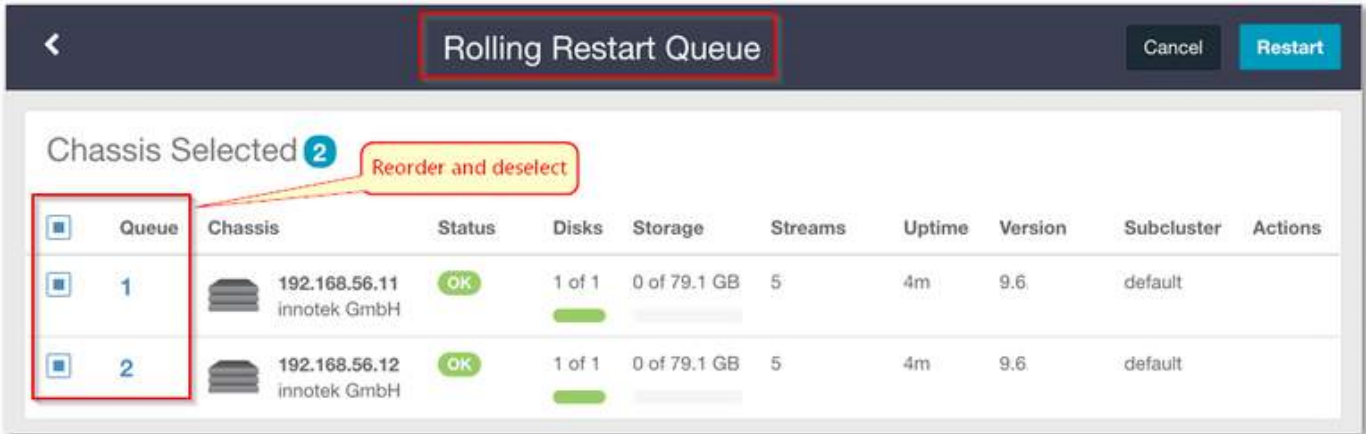 Rolling Restart Queue
Cancel
Restart
Chassis Selected 2
Reorder and deselect
Queue Chassis Status Disks Storage Streams Uptime Version Subcluster Actions
1 192.168.56.11 OK 1 of 1 0 of 79.1 GB 5 4m 9.6 default
innotek GmbH
2 192.168.56.12 OK 1 of 1 0 of 79.1 GB 5 4m 9.6 default
innotek GmbH